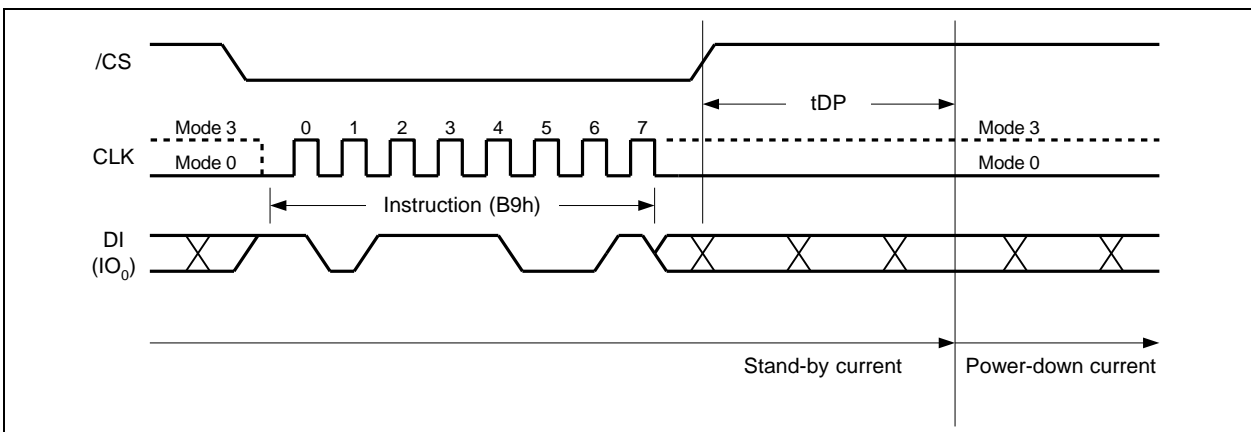 /CS
tDP
Mode 3
0 1 2 3 4 5 6 7
Mode 3
CLK
Mode 0
Mode 0
Instruction (B9h)
DI
(IO₀)
Stand-by current
Power-down current